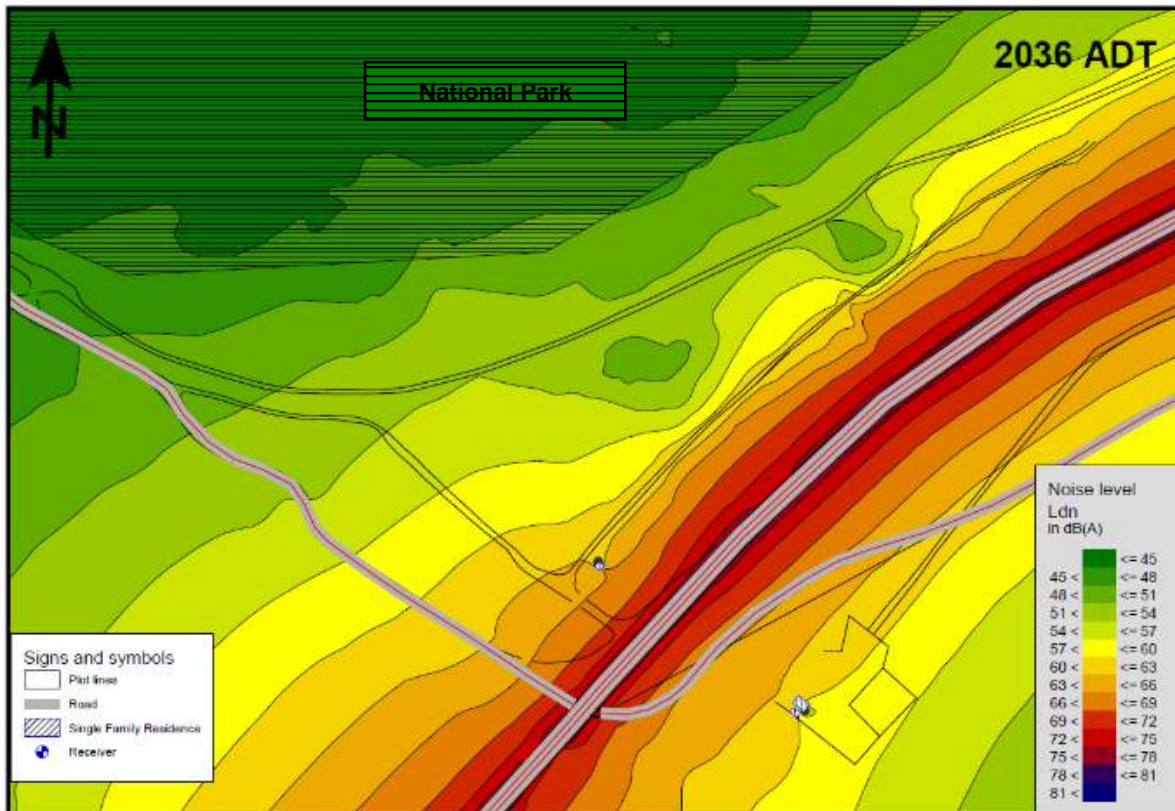 N
National Park
2036 ADT
Signs and symbols
Plot lines
Road
Single Family Residence
Receiver
Noise level
Ldn
in dB(A)
<= 45
45 < <= 48
48 < <= 51
51 < <= 54
54 < <= 57
57 < <= 60
60 < <= 63
63 < <= 66
66 < <= 69
69 < <= 72
72 < <= 75
75 < <= 78
78 < <= 81
81 <